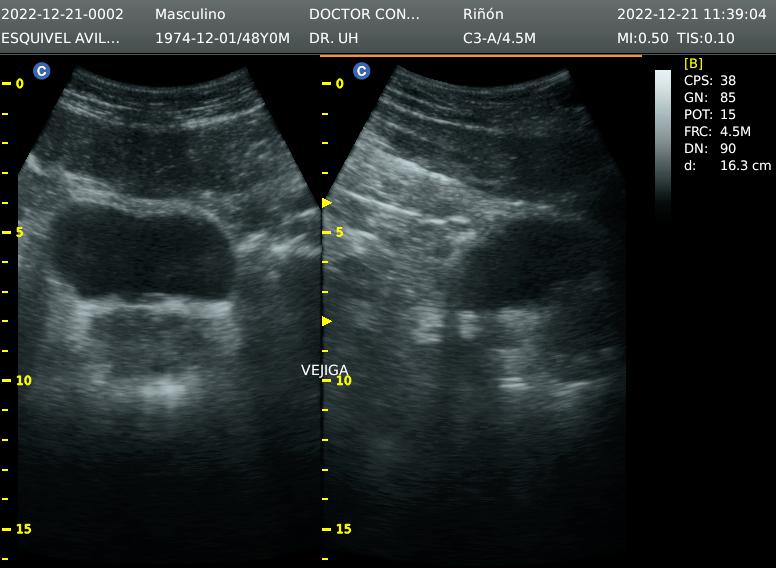 2022-12-21-0002 Masculino DOCTOR CON... Riñón 2022-12-21 11:39:04
ESQUIVEL AVIL... 1974-12-01/48Y0M DR. UH C3-A/4.5M MI:0.50 TIS:0.10
C C [B]
0 0 CPS: 38
GN: 85
POT: 15
FRC: 4.5M
DN: 90
d: 16.3 cm
5 5
VEJIGA
10 10
15 15